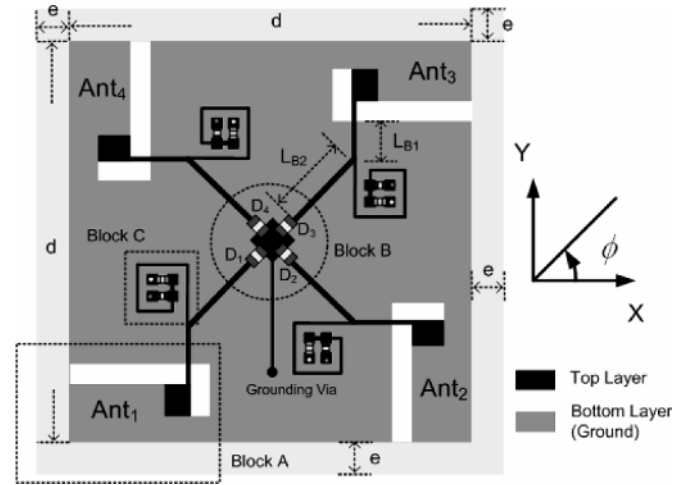 e
d
e
Ant4
Ant3
LB2
LB1
Y
D4
D3
d
Block C
Block B
D1
D2
e
ϕ
X
Grounding Via
Top Layer
Ant1
Ant2
Bottom Layer
(Ground)
Block A
e